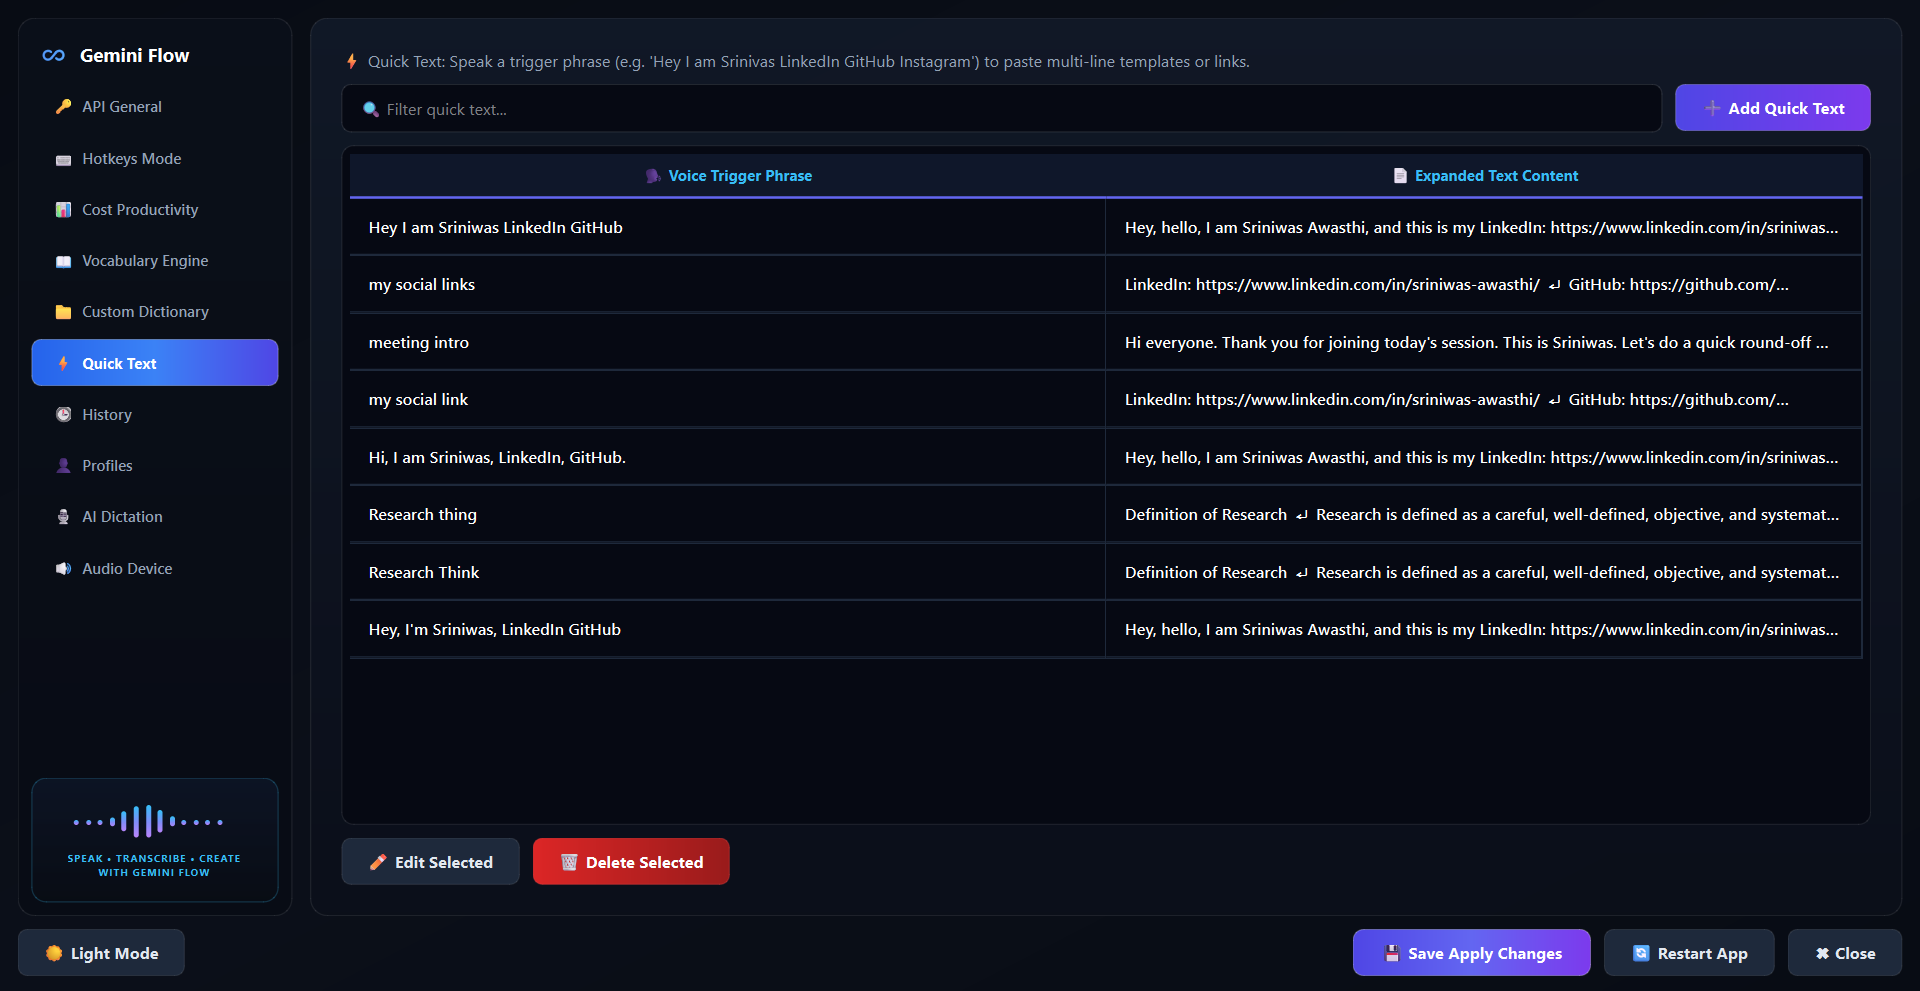 Gemini Flow
API General
Hotkeys Mode
Cost Productivity
Vocabulary Engine
Custom Dictionary
Quick Text
History
Profiles
AI Dictation
Audio Device
SPEAK • TRANSCRIBE • CREATE
WITH GEMINI FLOW
Light Mode
Quick Text: Speak a trigger phrase (e.g. 'Hey I am Srinivas LinkedIn GitHub Instagram') to paste multi-line templates or links.
Filter quick text...
Add Quick Text
Voice Trigger Phrase Expanded Text Content
Hey I am Sriniwas LinkedIn GitHub Hey, hello, I am Sriniwas Awasthi, and this is my LinkedIn: https://www.linkedin.com/in/sriniwas...
my social links LinkedIn: https://www.linkedin.com/in/sriniwas-awasthi/ ↵ GitHub: https://github.com/...
meeting intro Hi everyone. Thank you for joining today's session. This is Sriniwas. Let's do a quick round-off ...
my social link LinkedIn: https://www.linkedin.com/in/sriniwas-awasthi/ ↵ GitHub: https://github.com/...
Hi, I am Sriniwas, LinkedIn, GitHub. Hey, hello, I am Sriniwas Awasthi, and this is my LinkedIn: https://www.linkedin.com/in/sriniwas...
Research thing Definition of Research ↵ Research is defined as a careful, well-defined, objective, and systemat...
Research Think Definition of Research ↵ Research is defined as a careful, well-defined, objective, and systemat...
Hey, I'm Sriniwas, LinkedIn GitHub Hey, hello, I am Sriniwas Awasthi, and this is my LinkedIn: https://www.linkedin.com/in/sriniwas...
Edit Selected
Delete Selected
Save Apply Changes
Restart App
✖ Close